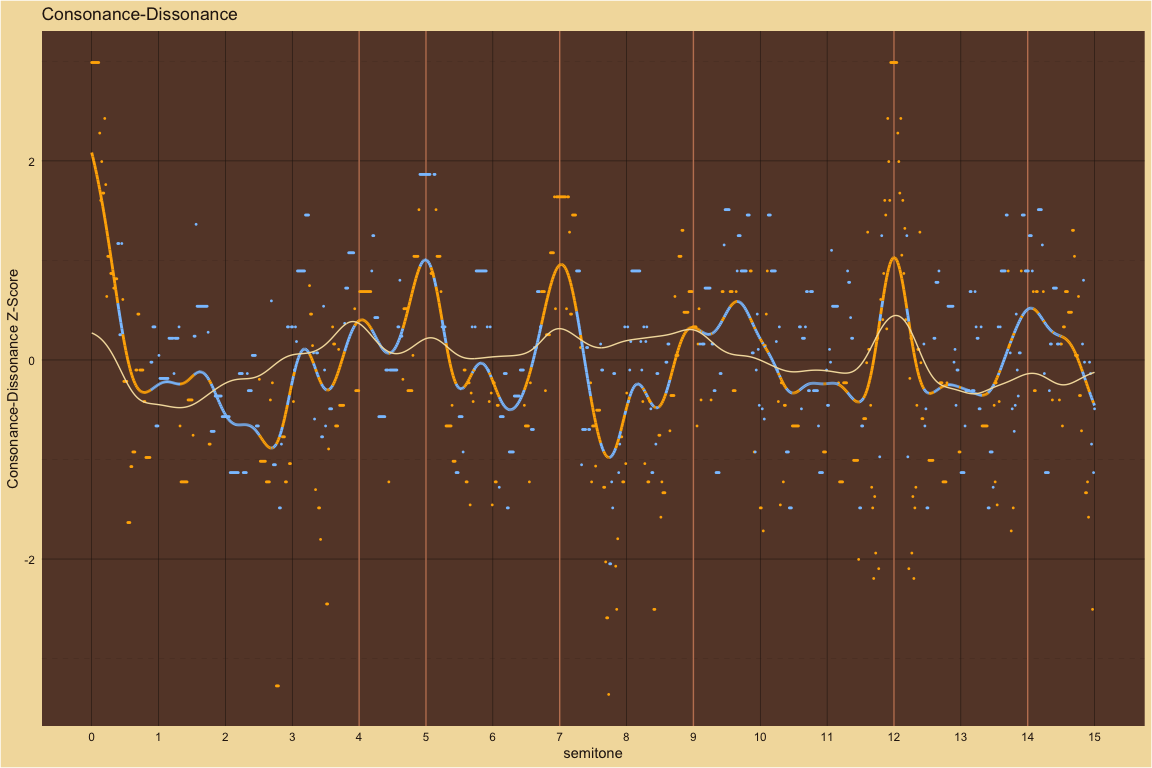 Consonance-Dissonance
Consonance-Dissonance Z-Score
2
0
-2
0 1 2 3 4 5 6 7 8 9 10 11 12 13 14 15
semitone